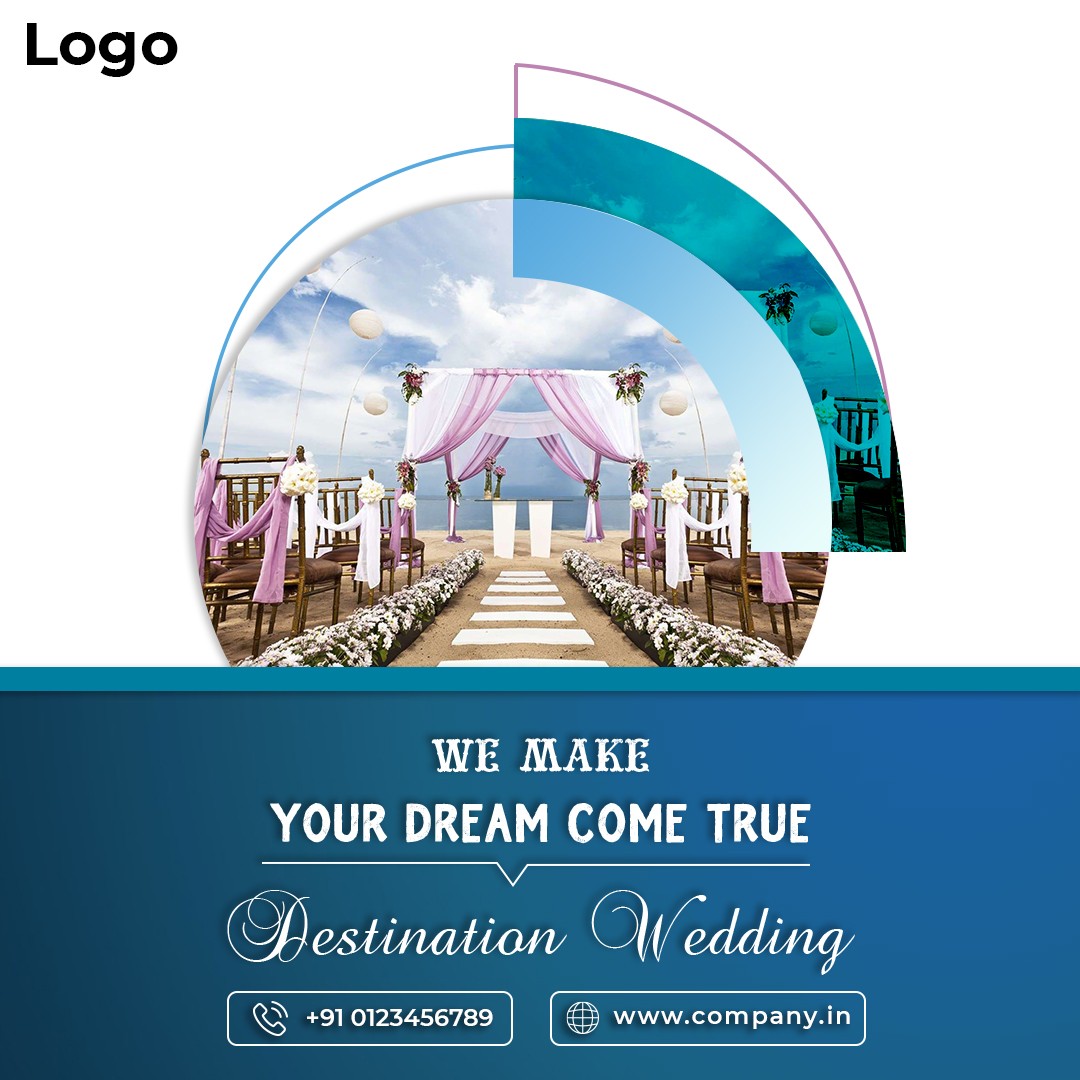 Logo
WE MAKE
YOUR DREAM COME TRUE
Destination Wedding
+91 0123456789
www.company.in